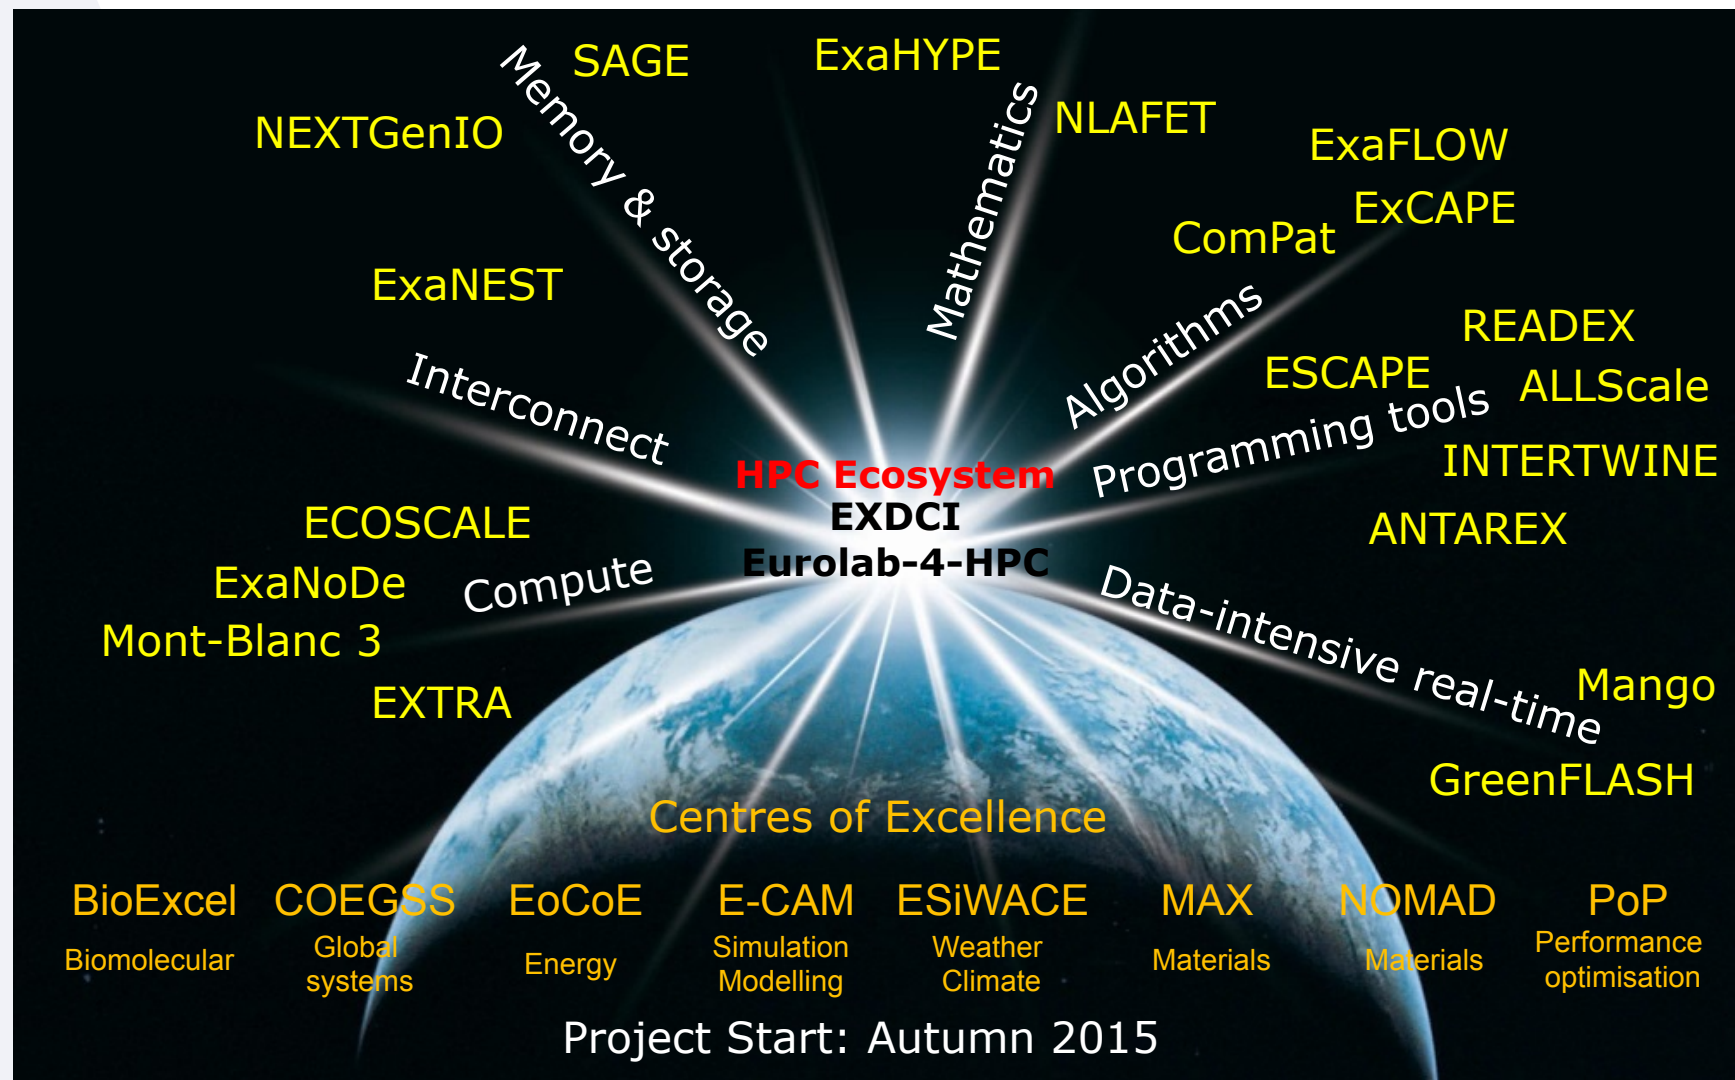 SAGE
ExaHYPE
NEXTGenIO
Memory & storage
Mathematics
NLAFET
ExaFLOW
ExCAPE
ComPat
ExaNEST
Interconnect
Algorithms
READEX
ESCAPE
ALLScale
Programming tools
INTERTWINE
HPC Ecosystem
EXDCI
Eurolab-4-HPC
ANTAREX
ECOSCALE
ExaNoDe
Compute
Mont-Blanc 3
EXTRA
Data-intensive real-time
Mango
GreenFLASH
Centres of Excellence
BioExcel
Biomolecular
COEGSS
Global
systems
EoCoE
Energy
E-CAM
Simulation
Modelling
ESiWACE
Weather
Climate
MAX
Materials
NOMAD
Materials
PoP
Performance
optimisation
Project Start: Autumn 2015